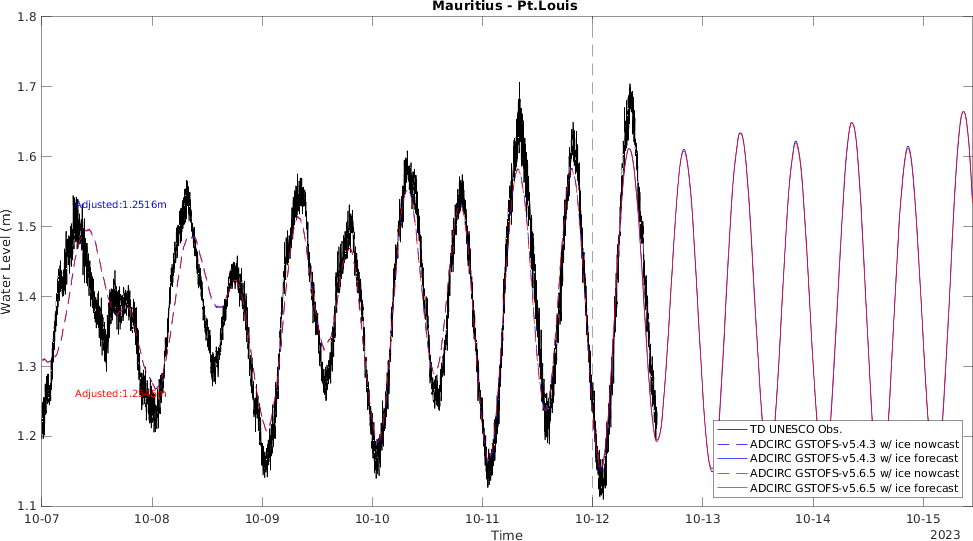 Mauritius - Pt.Louis
1.8
1.7
1.6
1.5
1.4
1.3
1.2
1.1
Water Level (m)
Adjusted:1.2516m
TD UNESCO Obs.
ADCIRC GSTOFS-v5.4.3 w/ ice nowcast
ADCIRC GSTOFS-v5.4.3 w/ ice forecast
ADCIRC GSTOFS-v5.6.5 w/ ice nowcast
ADCIRC GSTOFS-v5.6.5 w/ ice forecast
10-07 10-08 10-09 10-10 10-11 10-12 10-13 10-14 10-15
Time
2023